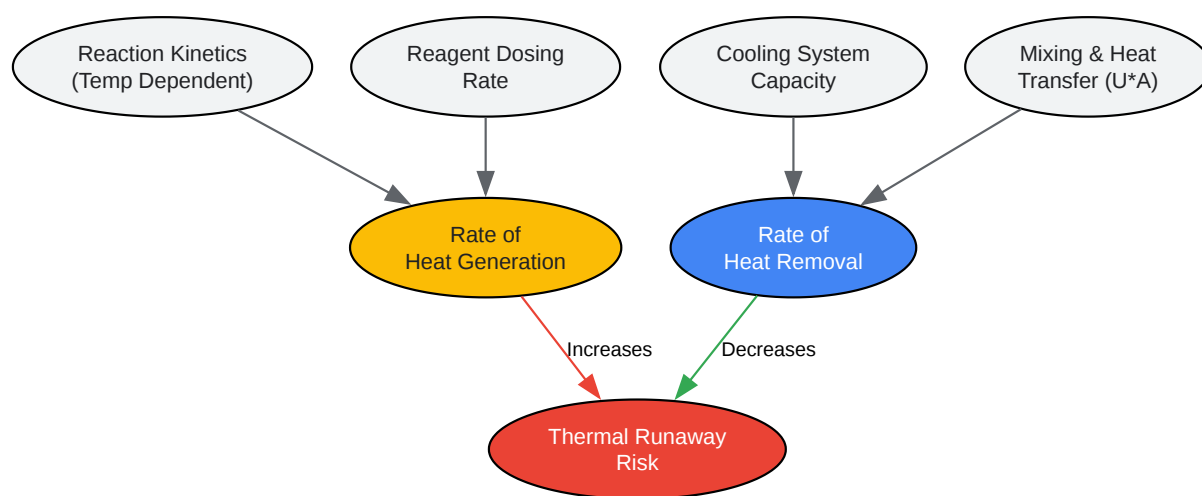 Reaction Kinetics
(Temp Dependent)
Reagent Dosing
Rate
Cooling System
Capacity
Mixing & Heat
Transfer (U*A)
Rate of
Heat Generation
Rate of
Heat Removal
Increases
Decreases
Thermal Runaway
Risk